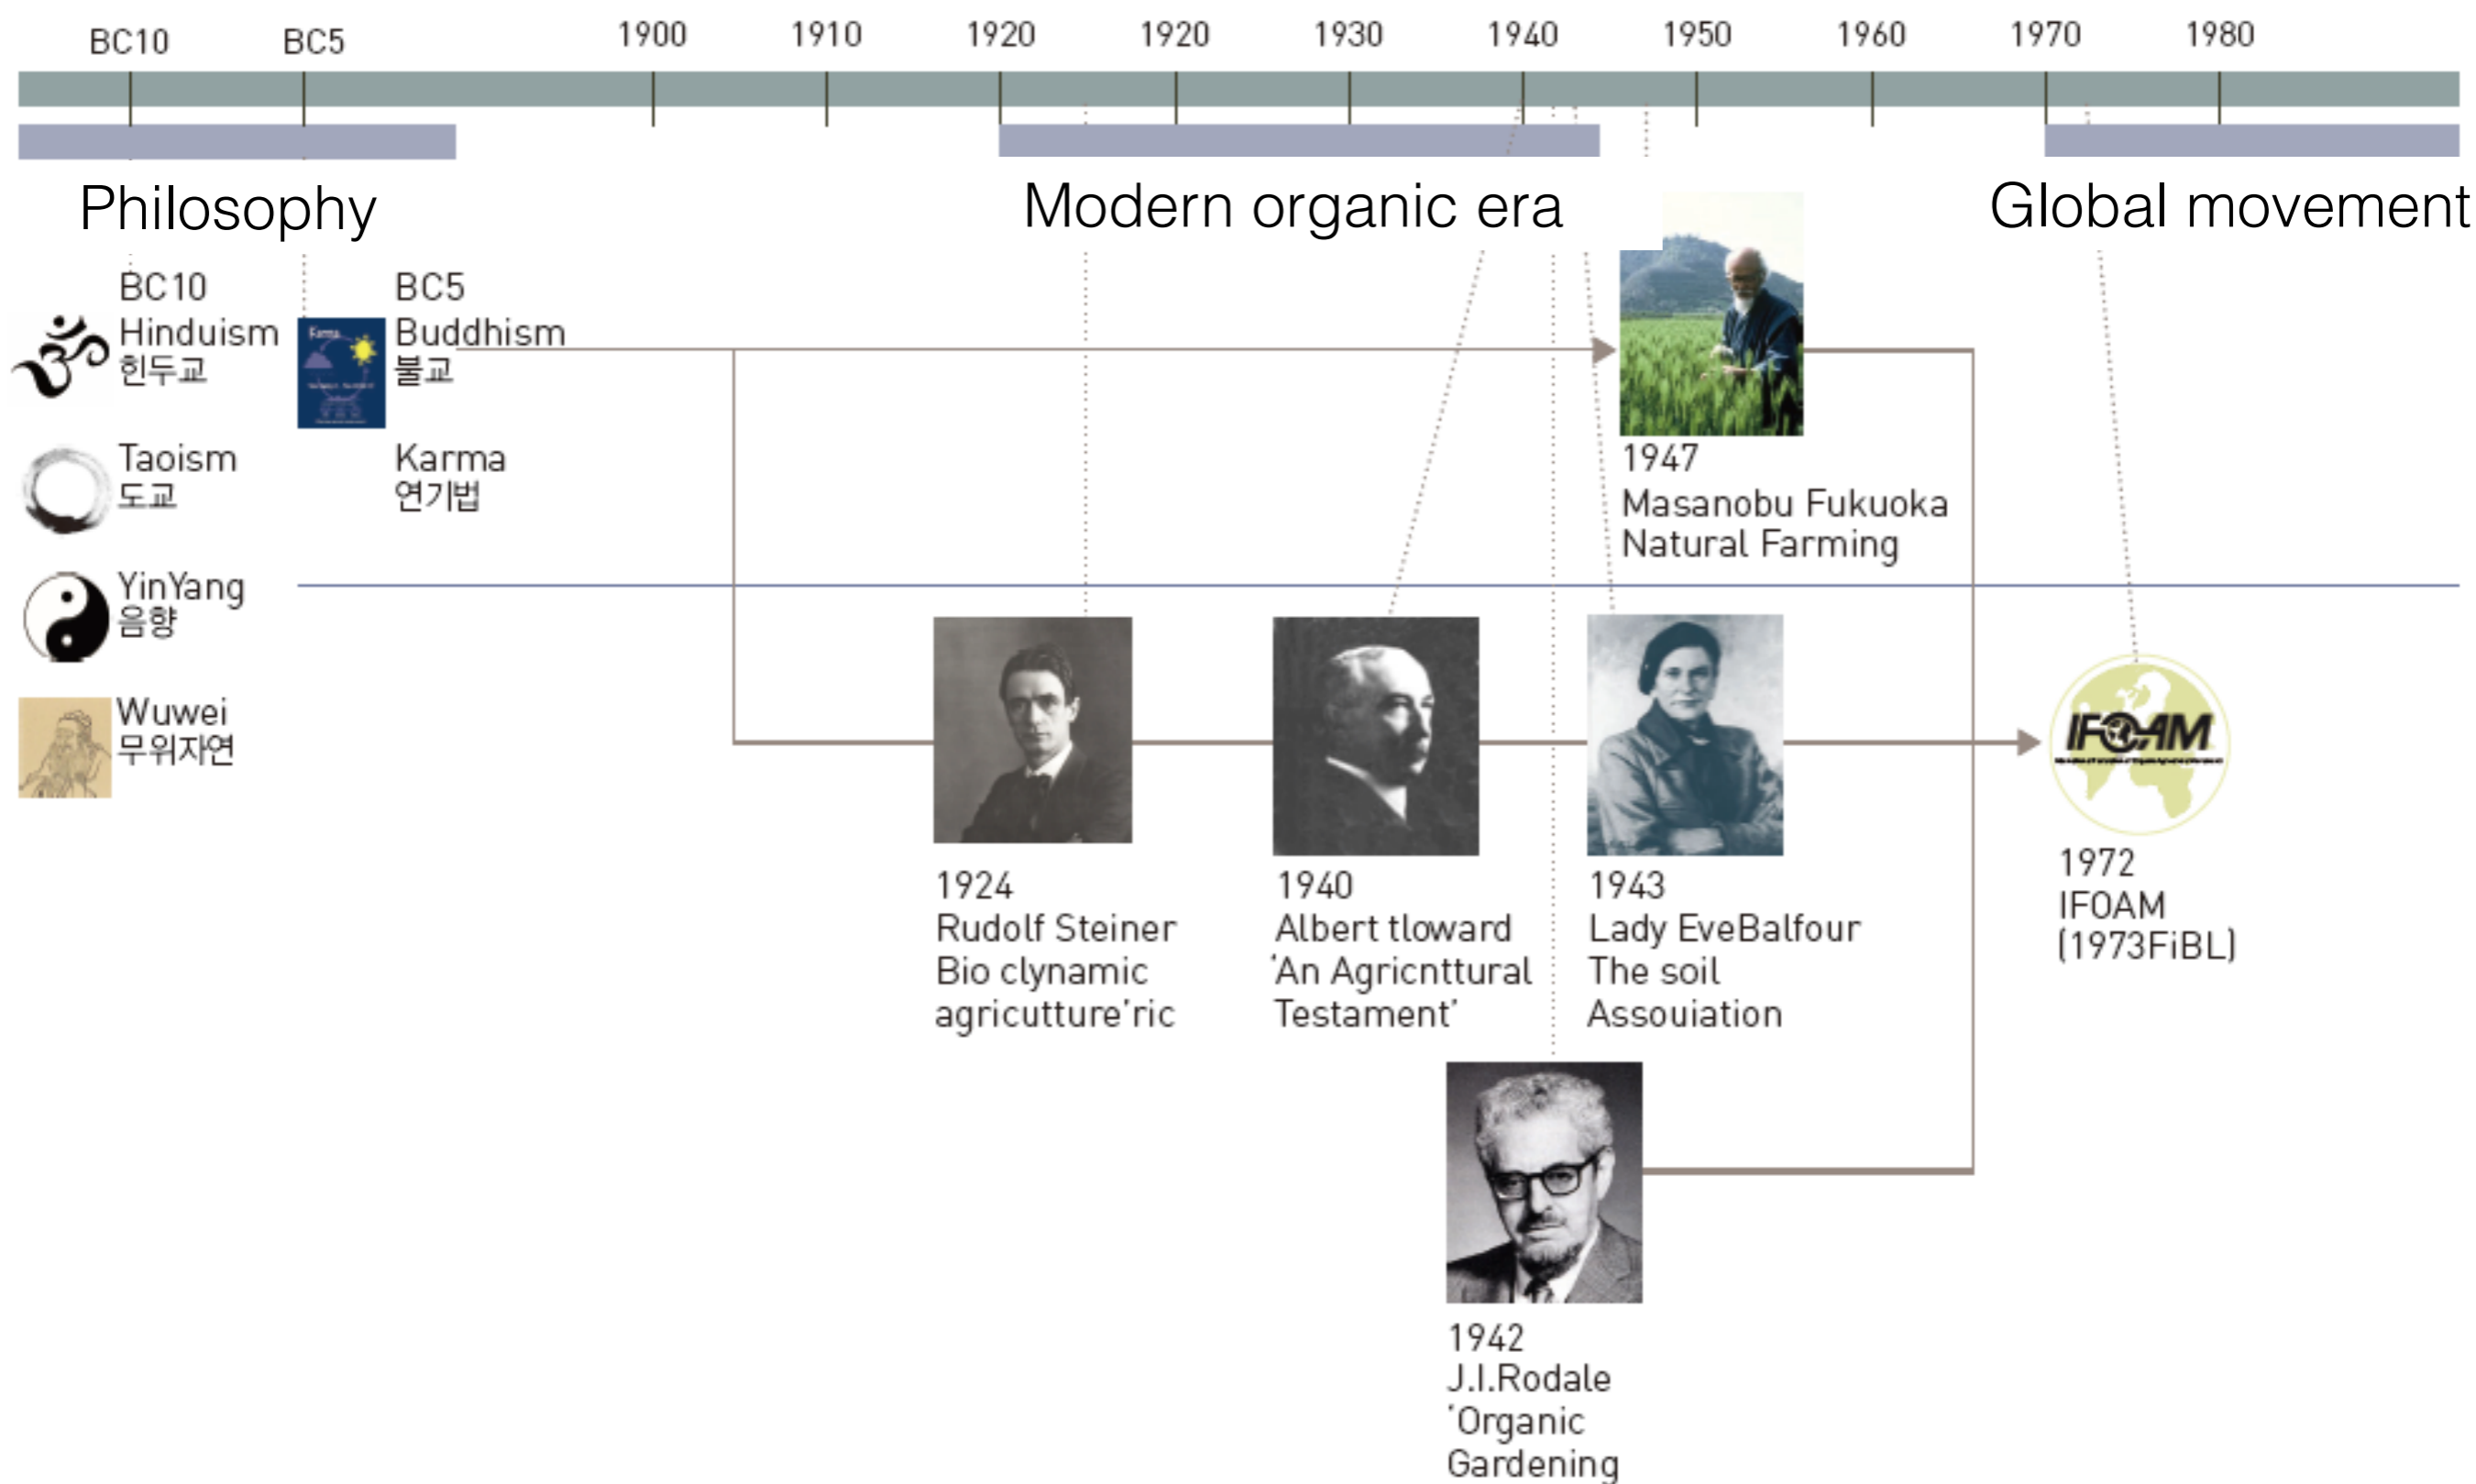 BC10 BC5 1900 1910 1920 1920 1930 1940 1950 1960 1970 1980
Philosophy
Modern organic era
Global movement
BC10
Hinduism
힌두교
BC5
Buddhism
불교
Karma
Taoism
도교
Karma
연기법
YinYang
음향
Wuwei
무위자연
1947
Masanobu Fukuoka
Natural Farming
1924
Rudolf Steiner
Bio clynamic
agricutture'ric
1940
Albert tloward
'An Agricnttural
Testament'
1943
Lady EveBalfour
The soil
Assouiation
IFOAM
1972
IFOAM
(1973FiBL)
1942
J.I.Rodale
'Organic
Gardening